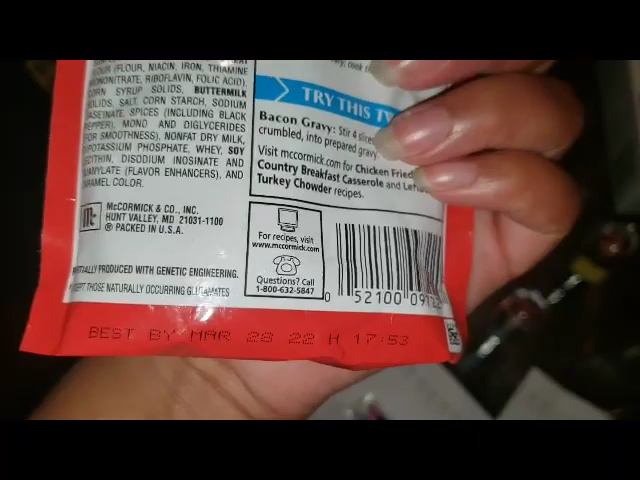 OUR (FLOUR, NIACIN, IRON, THIAMINE
MONONITRATE, RIBOFLAVIN, FOLIC ACID),
CORN SYRUP SOLIDS, BUTTERMILK
SOLIDS, SALT, CORN STARCH, SODIUM
CASEINATE, SPICES (INCLUDING BLACK
PEPPER), MONO AND DIGLYCERIDES
FOR SMOOTHNESS), NONFAT DRY MILK,
DIPOTASSIUM PHOSPHATE, WHEY, SOY
LECITHIN, DISODIUM INOSINATE AND
GUANYLATE (FLAVOR ENHANCERS), AND
CARAMEL COLOR.
Mc
McCORMICK & CO., INC.
HUNT VALLEY, MD 21031-1100
® PACKED IN U.S.A.
PARTIALLY PRODUCED WITH GENETIC ENGINEERING.
EXCEPT THOSE NATURALLY OCCURRING GLUTAMATES
TRY THIS
Bacon Gravy: Stir 4 slices
crumbled, into prepared gravy.
Visit mccormick.com for Chicken Fried
Country Breakfast Casserole and
Turkey Chowder recipes.
For recipes, visit
www.mccormick.com
Questions? Call
1-800-632-5847
0 52100 09
BEST BY MAR 28 22 H 17:53